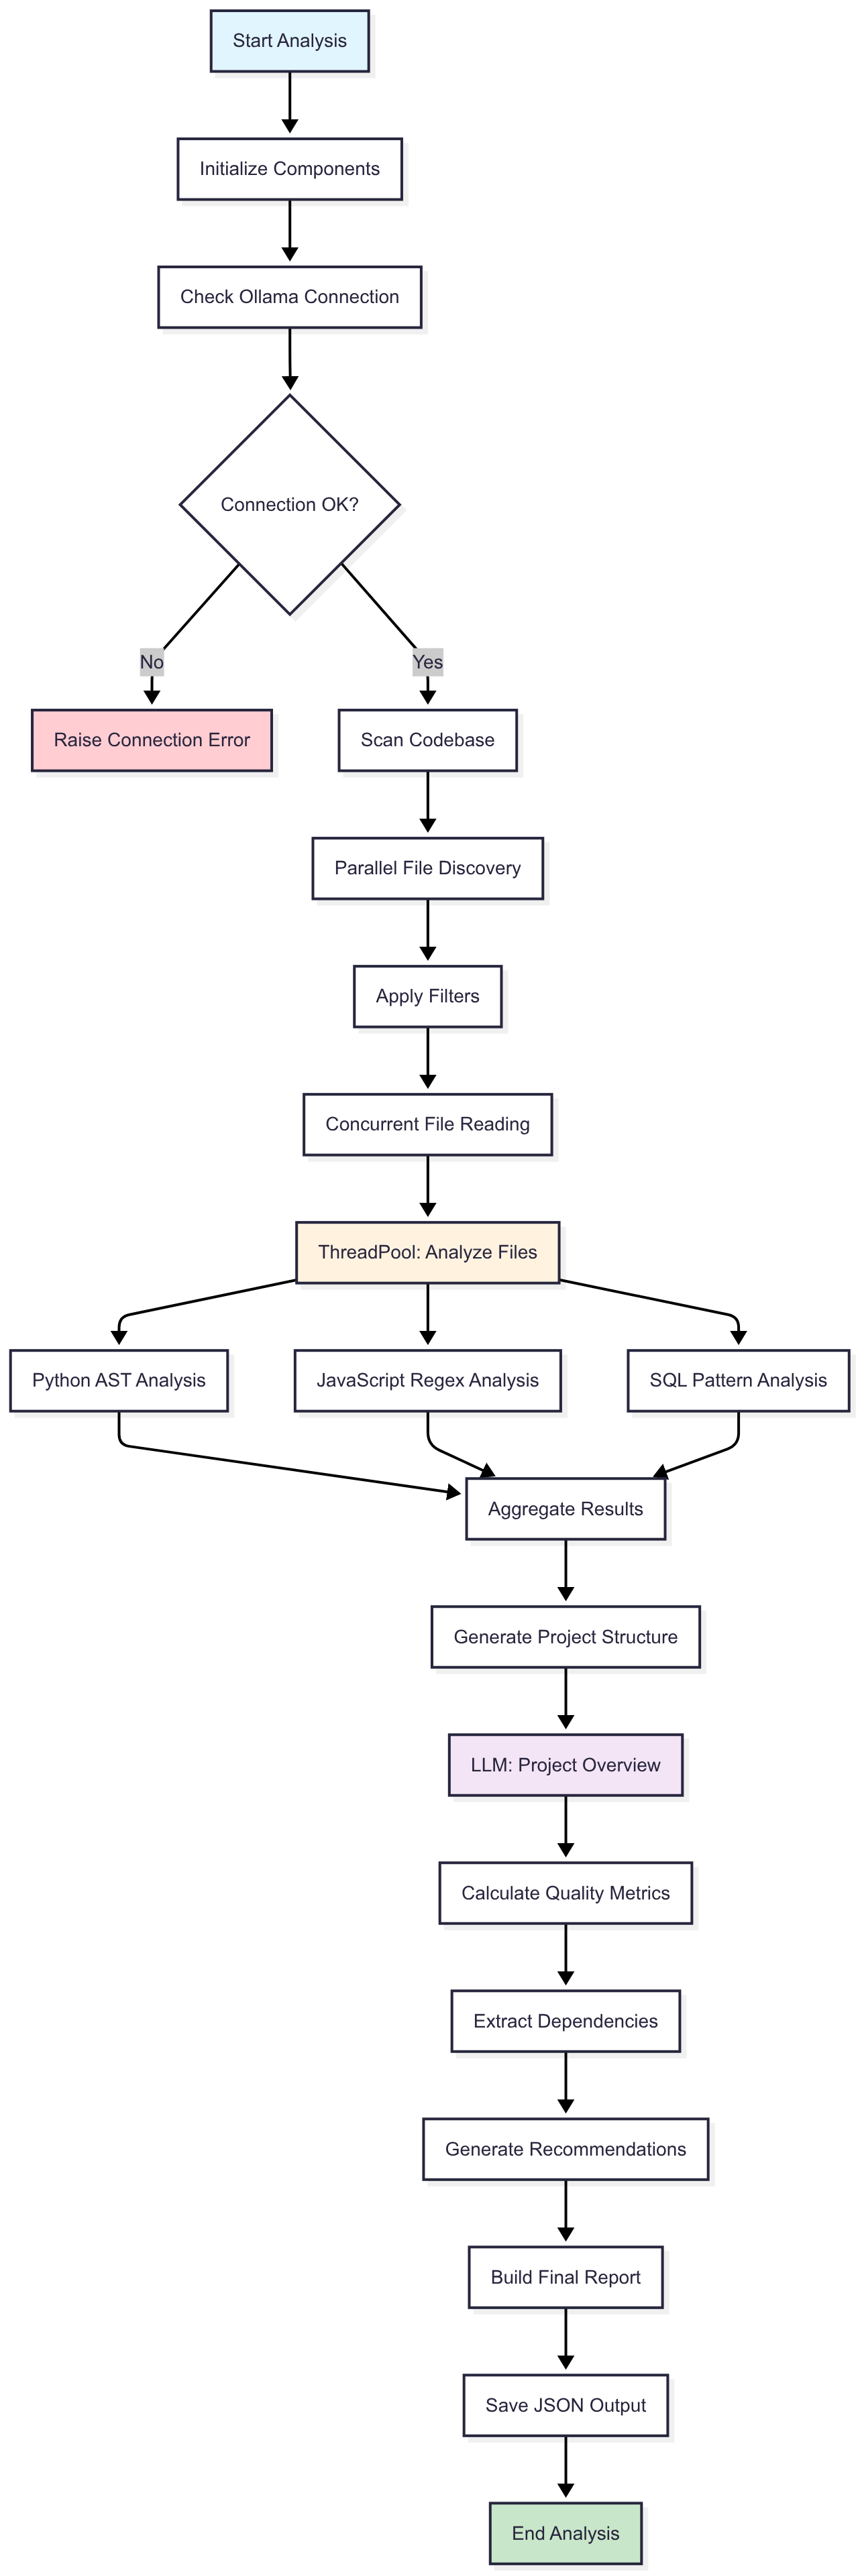 Start Analysis
Initialize Components
Check Ollama Connection
Connection OK?
No
Yes
Raise Connection Error
Scan Codebase
Parallel File Discovery
Apply Filters
Concurrent File Reading
ThreadPool: Analyze Files
Python AST Analysis
JavaScript Regex Analysis
SQL Pattern Analysis
Aggregate Results
Generate Project Structure
LLM: Project Overview
Calculate Quality Metrics
Extract Dependencies
Generate Recommendations
Build Final Report
Save JSON Output
End Analysis